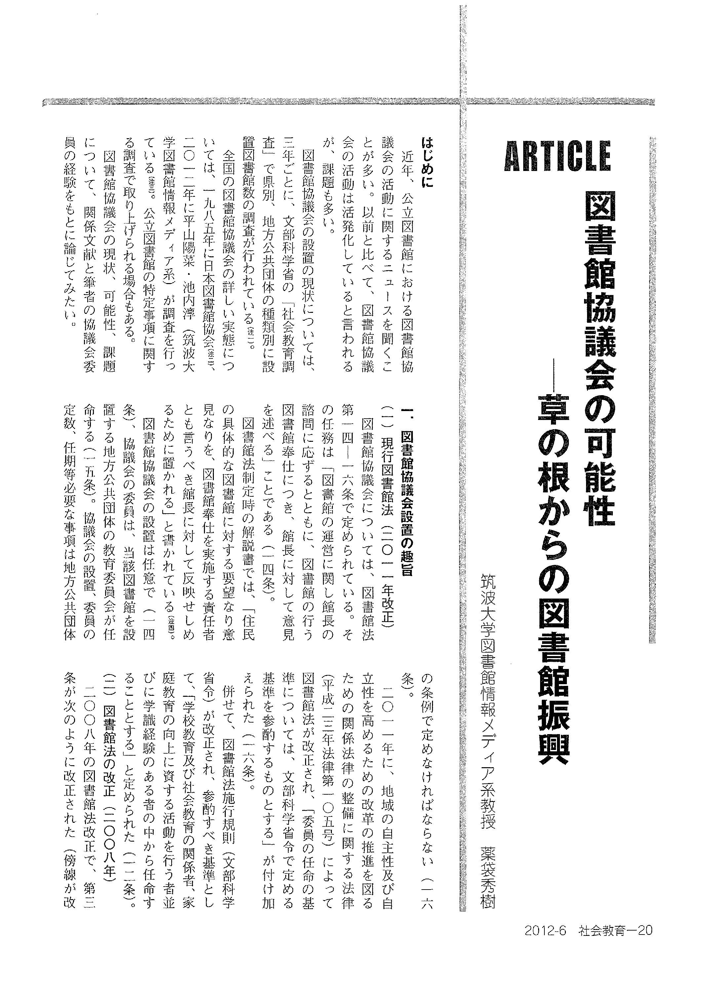 ARTICLE
図書館協議会の可能性
――草の根からの図書館振興
筑波大学図書館情報メディア系教授　薬袋秀樹
はじめに
　近年、公立図書館における図書館協
議会の活動に関するニュースを聞くこ
とが多い。以前と比べて、図書館協議
会の活動は活発化していると言われる
が、課題も多い。
　図書館協議会の設置の現状については、
三年ごとに、文部科学省の「社会教育調
査」で県別、地方公共団体の種類別に設
置図書館数の調査が行われている（注一）。
　全国の図書館協議会の詳しい実態につ
いては、一九八五年に日本図書館協会（注二）、
二〇一二年に平山陽菜・池内淳（筑波大
学図書館情報メディア系）が調査を行っ
ている（注三）。公立図書館の特定事項に関す
る調査で取り上げられる場合もある。
　図書館協議会の現状、可能性、課題
について、関係文献と筆者の協議会委
員の経験をもとに論じてみたい。
一．図書館協議会設置の趣旨
（一）現行図書館法（二〇一一年改正）
　図書館協議会については、図書館法
第一四―一六条で定められている。そ
の任務は「図書館の運営に関し館長の
諮問に応ずるとともに、図書館の行う
図書館奉仕につき、館長に対して意見
を述べる」ことである（一四条）。
　図書館法制定時の解説書では、「住民
の具体的な図書館に対する要望なり意
見なりを、図書館奉仕を実施する責任者
とも言うべき館長に対して反映せしめ
るために置かれる」と書かれている（注四）。
　図書館協議会の設置は任意で（一四
条）、協議会の委員は、当該図書館を設
置する地方公共団体の教育委員会が任
命する（一五条）。協議会の設置、委員の
定数、任期等必要な事項は地方公共団体
の条例で定めなければならない（一六
条）。
　二〇一一年に、地域の自主性及び自
立性を高めるための改革の推進を図る
ための関係法律の整備に関する法律
（平成二三年法律第一〇五号）によって
図書館法が改正され、「委員の任命の基
準については、文部科学省令で定める
基準を参酌するものとする」が付け加
えられた（一六条）。
　併せて、図書館法施行規則（文部科学
省令）が改正され、参酌すべき基準とし
て、「学校教育及び社会教育の関係者、家
庭教育の向上に資する活動を行う者並
びに学識経験のある者の中から任命す
ることとする」と定められた（一二条）。
（二）図書館法の改正（二〇〇八年）
　二〇〇八年の図書館法改正で、第三
条が次のように改正された（傍線が改
2012-6　社会教育－20